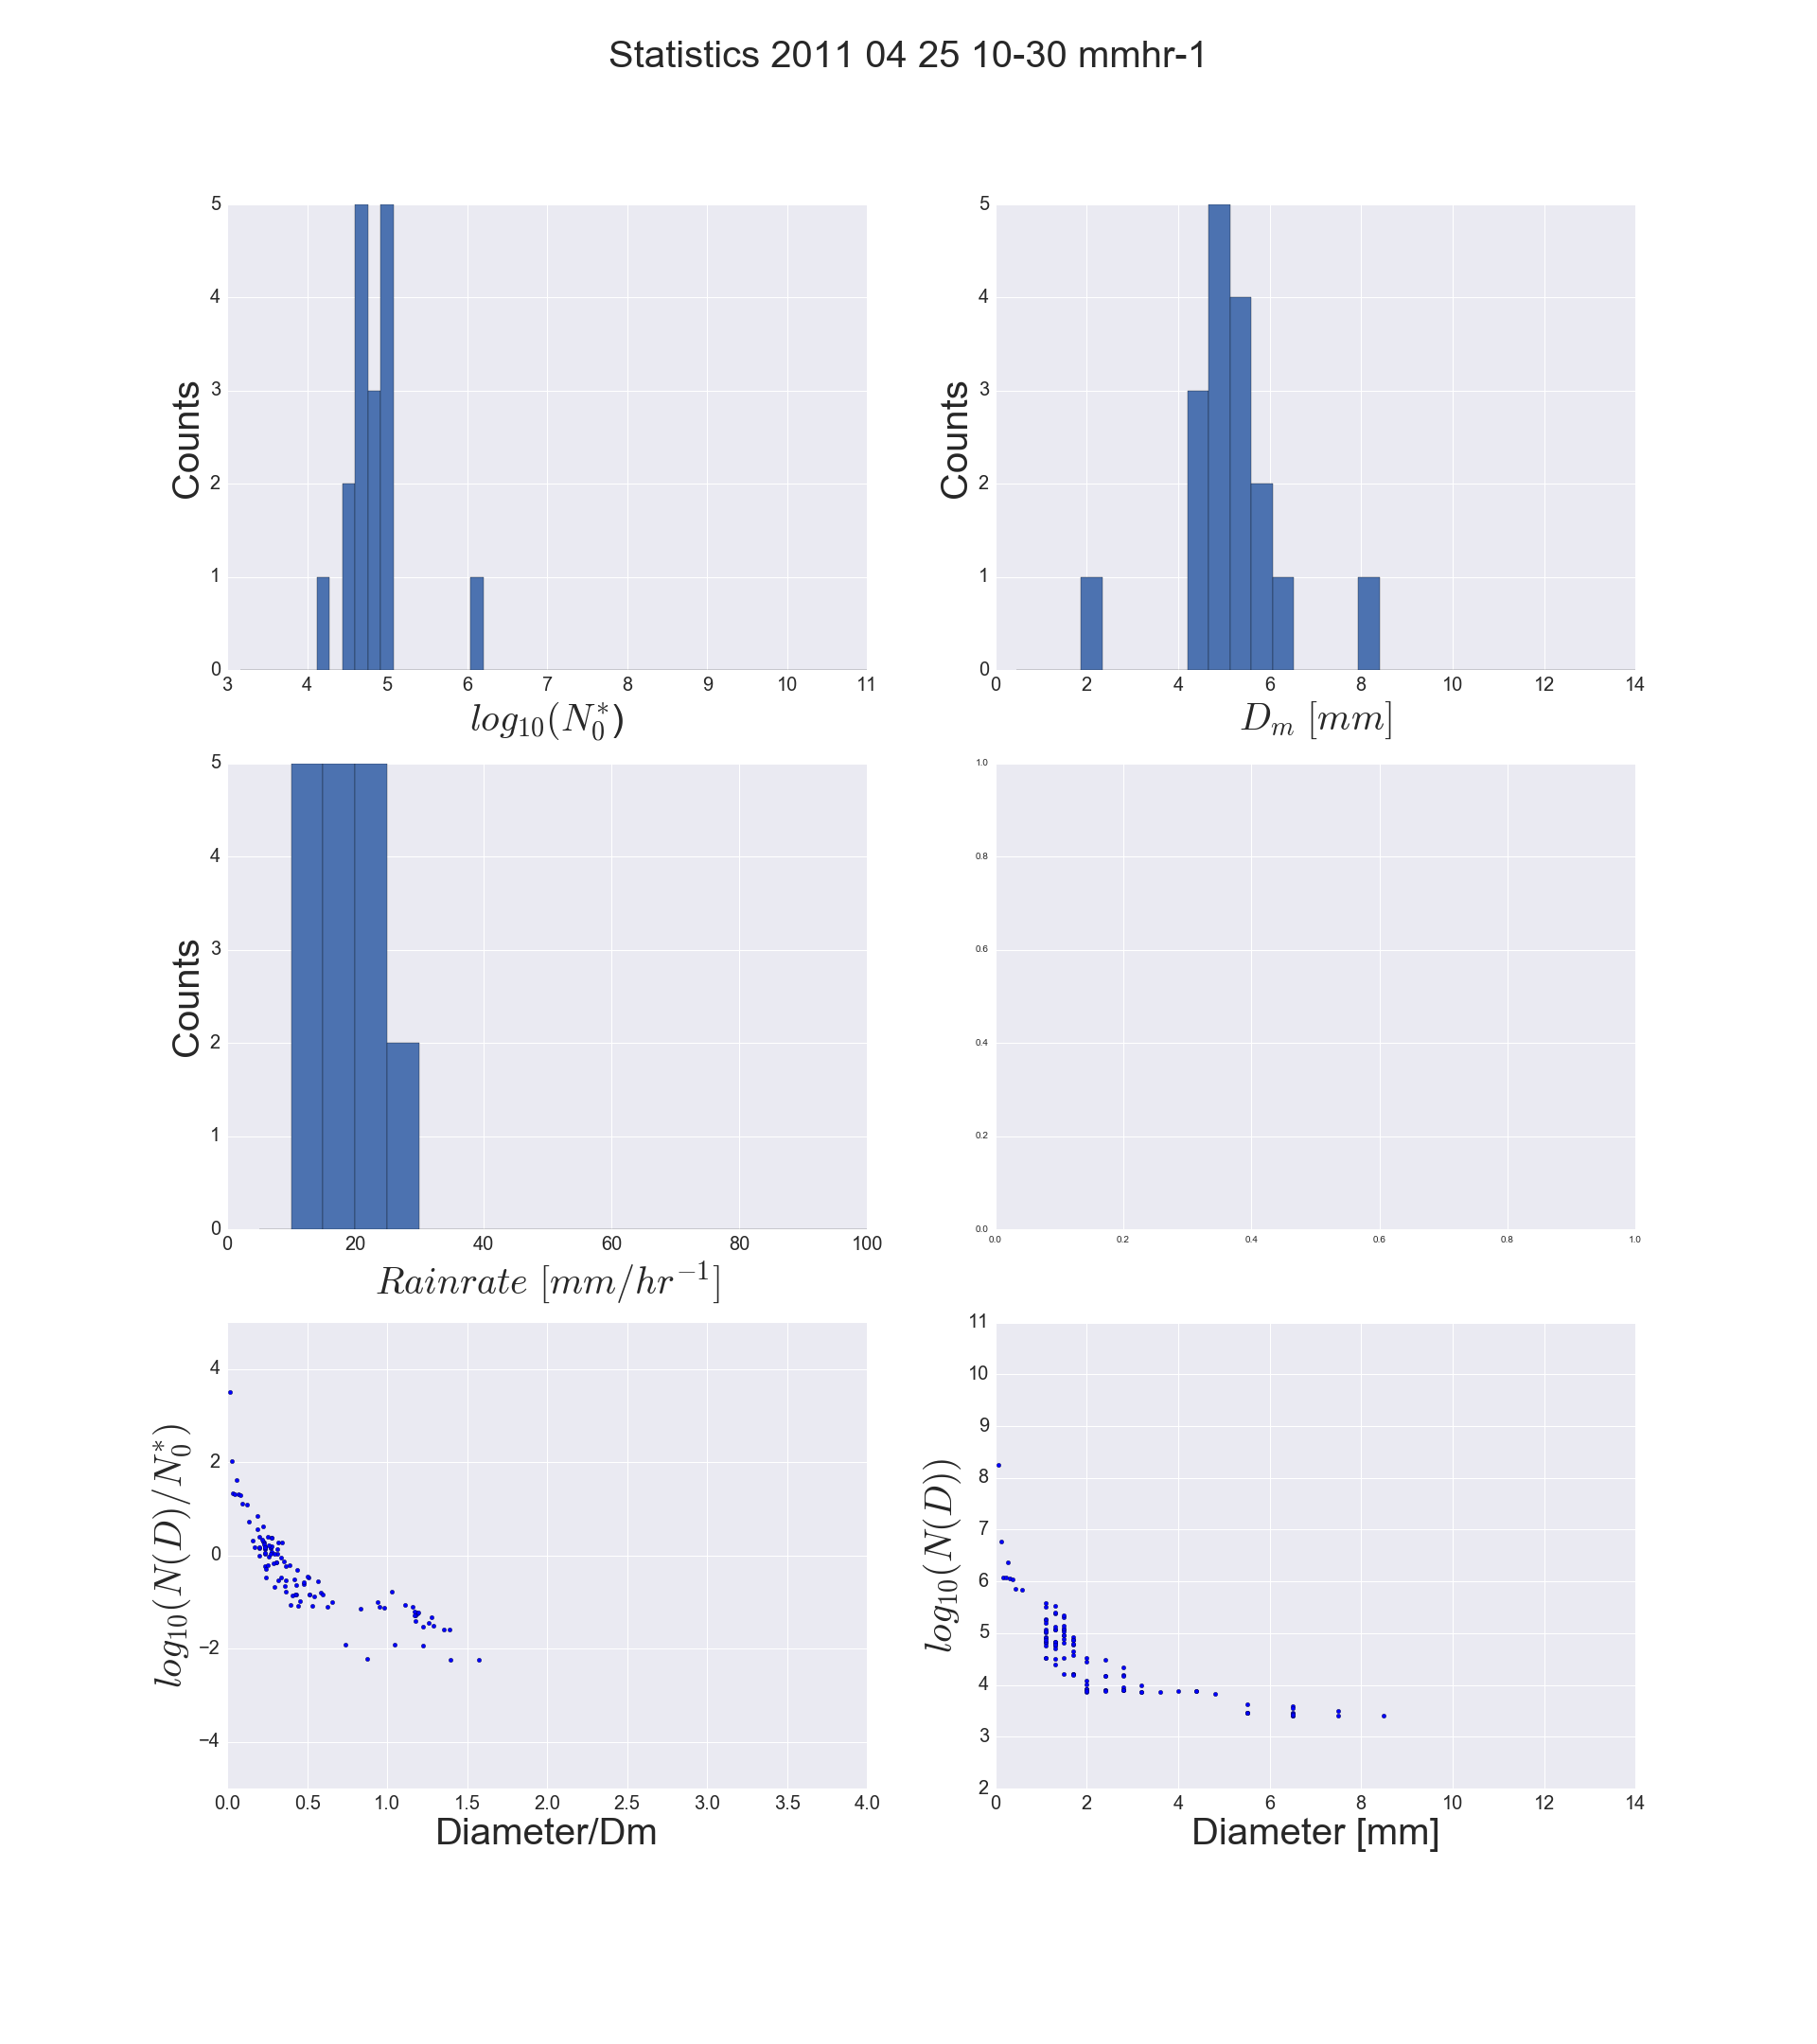 Statistics 2011 04 25 10-30 mmhr-1
5
4
3
2
1
0
Counts
3 4 5 6 7 8 9 10 11
log10(N0*)
5
4
3
2
1
0
Counts
0 2 4 6 8 10 12 14
Dm [mm]
5
4
3
2
1
0
Counts
0 20 40 60 80 100
Rainrate [mm/hr−1]
1.0
0.8
0.6
0.4
0.2
0.0
0.0 0.2 0.4 0.6 0.8 1.0
4
2
0
−2
−4
log10(N(D)/N0*)
0.0 0.5 1.0 1.5 2.0 2.5 3.0 3.5 4.0
Diameter/Dm
11
10
9
8
7
6
5
4
3
2
log10(N(D))
0 2 4 6 8 10 12 14
Diameter [mm]